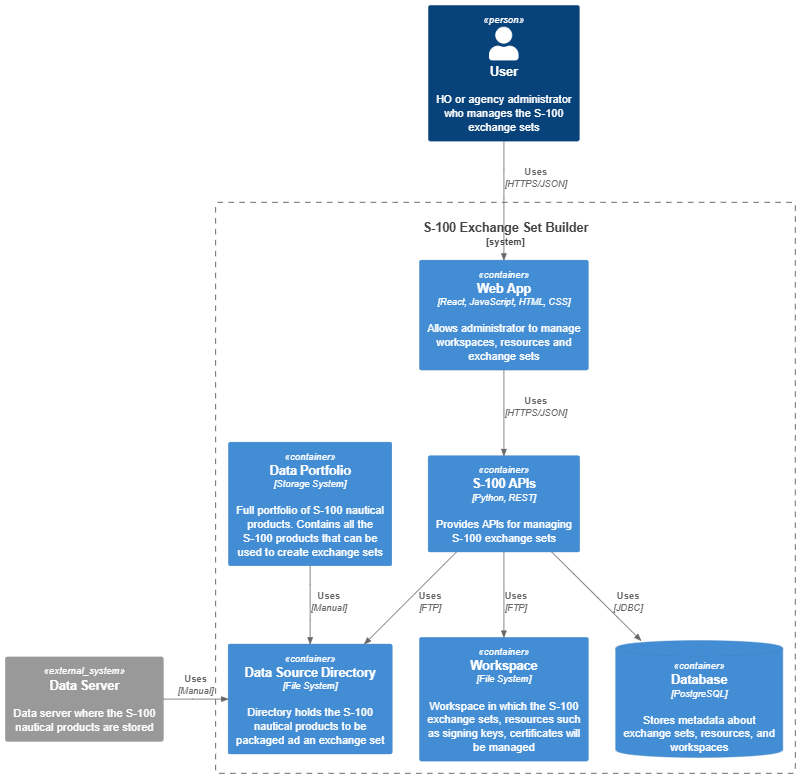 «person»
User
HO or agency administrator
who manages the S-100
exchange sets
Uses
[HTTPS/JSON]
S-100 Exchange Set Builder
[system]
«container»
Web App
[React, JavaScript, HTML, CSS]
Allows administrator to manage
workspaces, resources and
exchange sets
Uses
[HTTPS/JSON]
«container»
Data Portfolio
[Storage System]
Full portfolio of S-100 nautical
products. Contains all the
S-100 products that can be
used to create exchange sets
«container»
S-100 APIs
[Python, REST]
Provides APIs for managing
S-100 exchange sets
Uses
[Manual]
Uses
[FTP]
Uses
[FTP]
Uses
[JDBC]
«external_system»
Data Server
Data server where the S-100
nautical products are stored
Uses
[Manual]
«container»
Data Source Directory
[File System]
Directory holds the S-100
nautical products to be
packaged ad an exchange set
«container»
Workspace
[File System]
Workspace in which the S-100
exchange sets, resources such
as signing keys, certificates will
be managed
«container»
Database
[PostgreSQL]
Stores metadata about
exchange sets, resources, and
workspaces